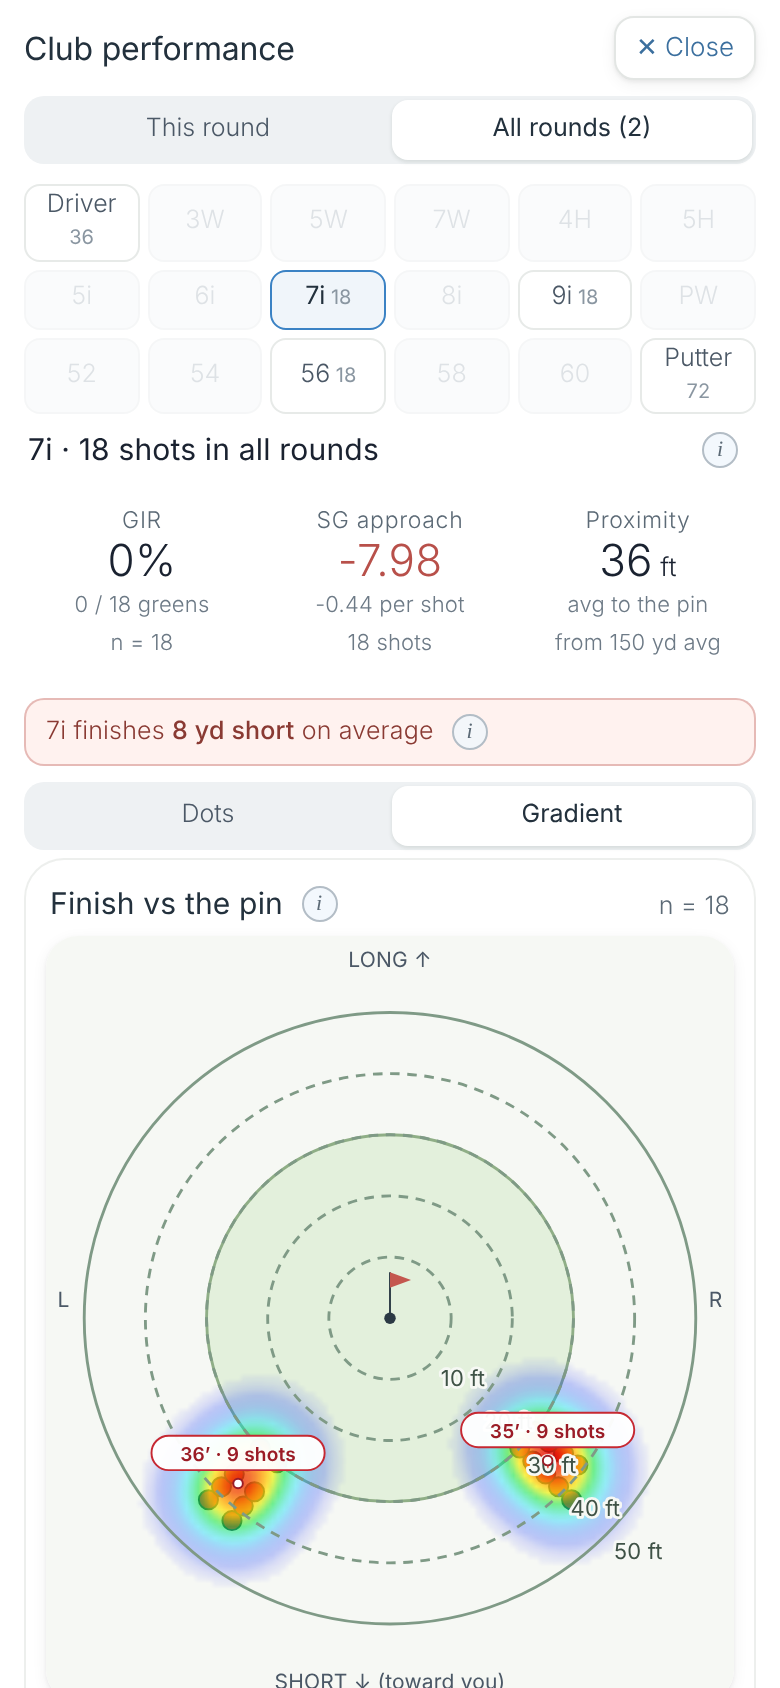 Club performance
✕ Close
This round
All rounds (2)
Driver
36
3W
5W
7W
4H
5H
5i
6i
7i 18
8i
9i 18
PW
52
54
56 18
58
60
Putter
72
7i · 18 shots in all rounds
i
GIR
SG approach
Proximity
0%
-7.98
36 ft
0 / 18 greens
-0.44 per shot
avg to the pin
n = 18
18 shots
from 150 yd avg
7i finishes 8 yd short on average
i
Dots
Gradient
Finish vs the pin
i
n = 18
LONG ↑
L
R
10 ft
35′ · 9 shots
36′ · 9 shots
40 ft
50 ft
SHORT ↓ (toward you)